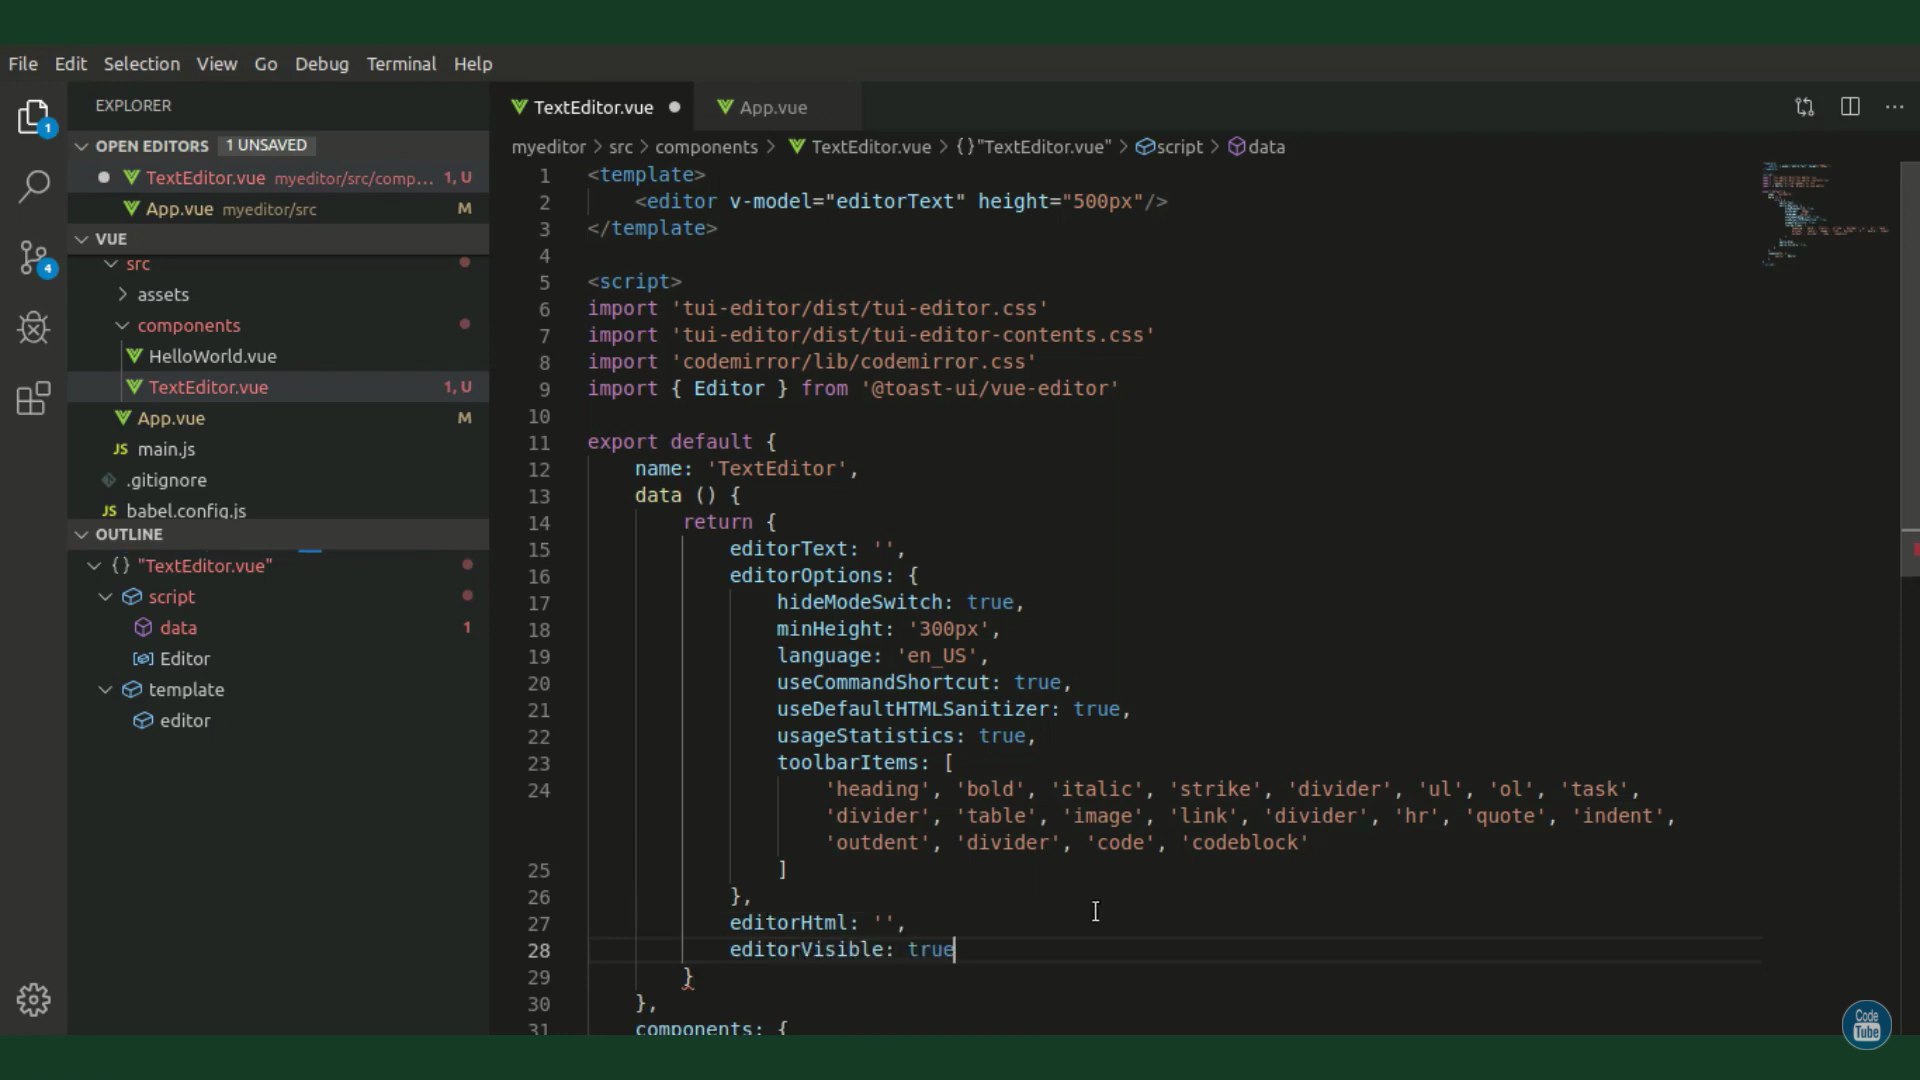 File Edit Selection View Go Debug Terminal Help
EXPLORER
1
OPEN EDITORS 1 UNSAVED
TextEditor.vue myeditor/src/comp... 1, U
App.vue myeditor/src M
VUE
src
assets
components
HelloWorld.vue
TextEditor.vue 1, U
App.vue M
JS main.js
.gitignore
JS babel.config.js
4
OUTLINE
{} "TextEditor.vue"
script
data 1
Editor
template
editor
TextEditor.vue App.vue
myeditor > src > components > TextEditor.vue > {} "TextEditor.vue" > script > data
1 <template>
2 <editor v-model="editorText" height="500px"/>
3 </template>
4
5 <script>
6 import 'tui-editor/dist/tui-editor.css'
7 import 'tui-editor/dist/tui-editor-contents.css'
8 import 'codemirror/lib/codemirror.css'
9 import { Editor } from '@toast-ui/vue-editor'
10
11 export default {
12 name: 'TextEditor',
13 data () {
14 return {
15 editorText: '',
16 editorOptions: {
17 hideModeSwitch: true,
18 minHeight: '300px',
19 language: 'en_US',
20 useCommandShortcut: true,
21 useDefaultHTMLSanitizer: true,
22 usageStatistics: true,
23 toolbarItems: [
24 'heading', 'bold', 'italic', 'strike', 'divider', 'ul', 'ol', 'task',
'divider', 'table', 'image', 'link', 'divider', 'hr', 'quote', 'indent',
'outdent', 'divider', 'code', 'codeblock'
25 ]
26 },
27 editorHtml: '',
28 editorVisible: true
29 }
30 },
31 components: {
Code
Tube